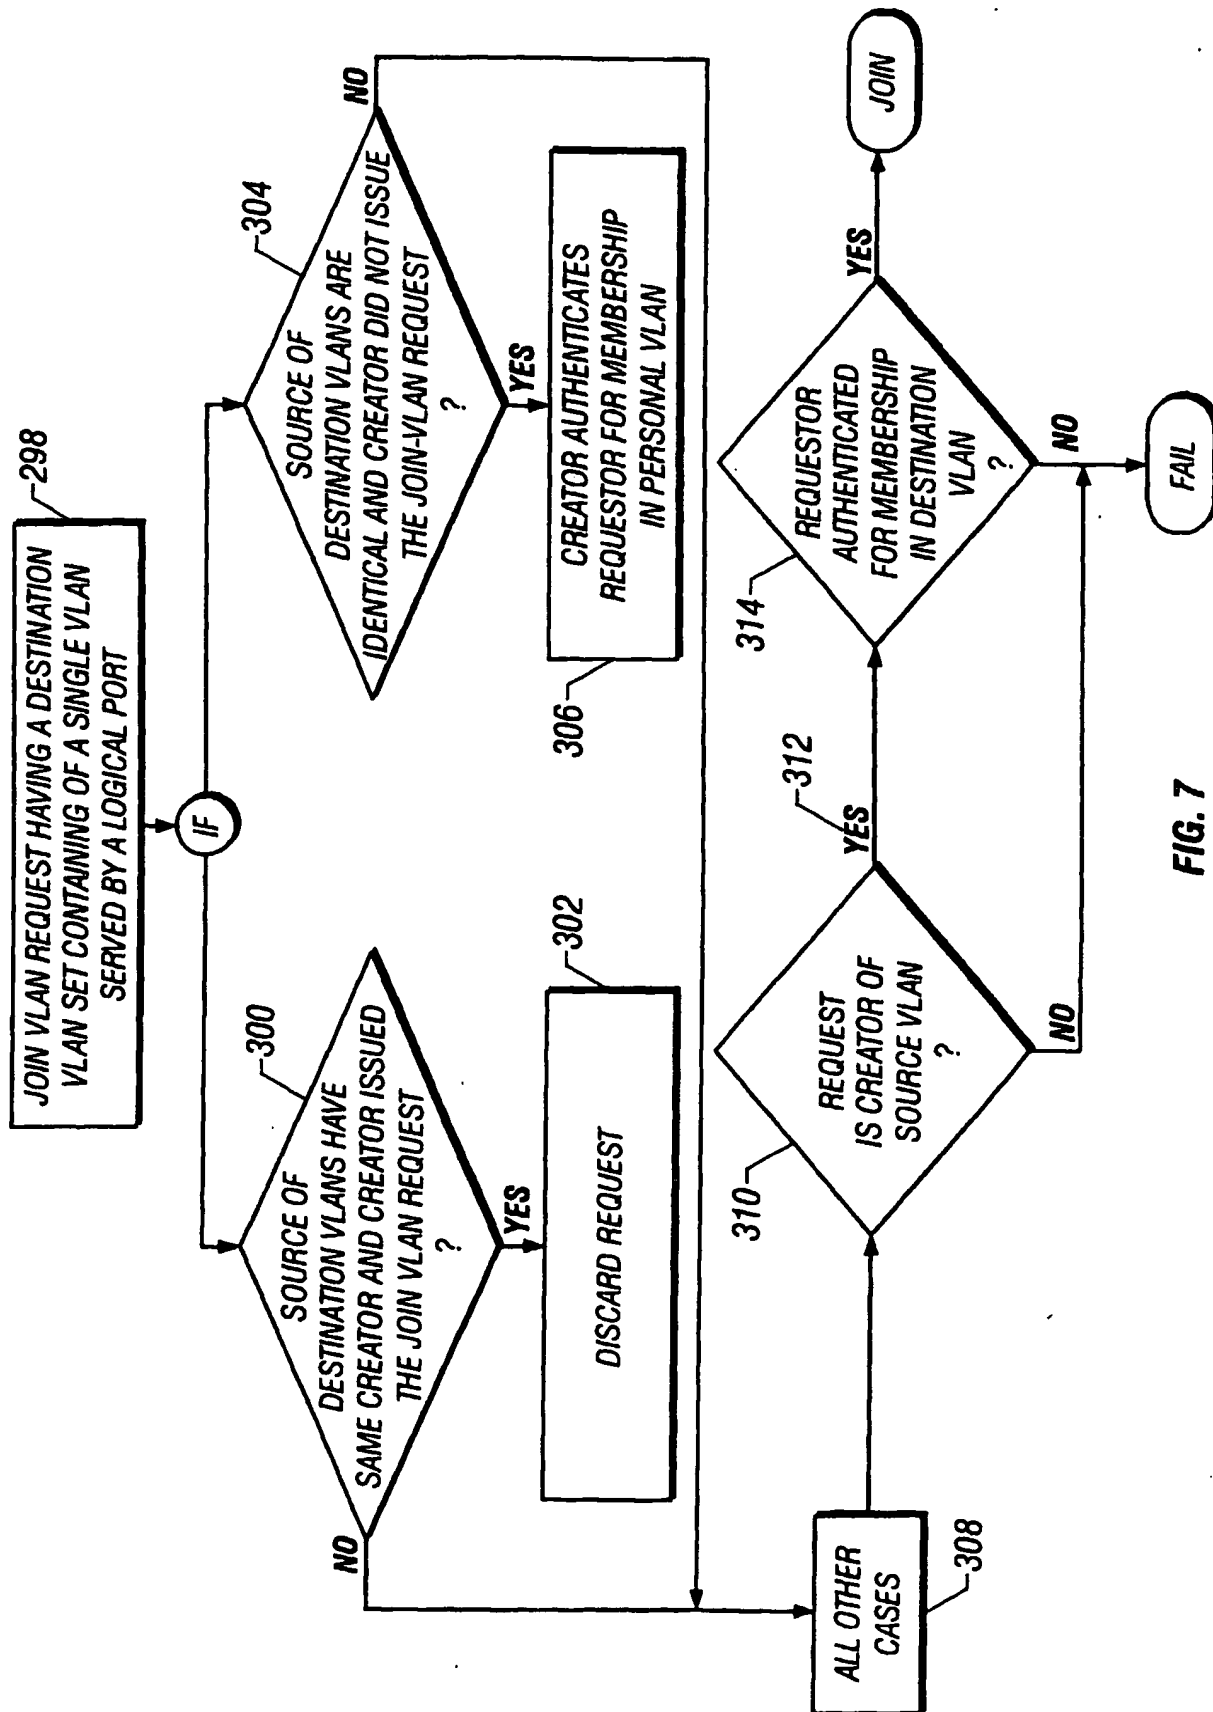 JOIN VLAN REQUEST HAVING A DESTINATION
VLAN SET CONTAINING OF A SINGLE VLAN
SERVED BY A LOGICAL PORT
298
IF
300
SOURCE OF
DESTINATION VLANS HAVE
SAME CREATOR AND CREATOR ISSUED
THE JOIN VLAN REQUEST
?
NO
YES
302
DISCARD REQUEST
304
SOURCE OF
DESTINATION VLANS ARE
IDENTICAL AND CREATOR DID NOT ISSUE
THE JOIN-VLAN REQUEST
?
NO
YES
306
CREATOR AUTHENTICATES
REQUESTOR FOR MEMBERSHIP
IN PERSONAL VLAN
ALL OTHER
CASES
308
310
REQUEST
IS CREATOR OF
SOURCE VLAN
?
YES
312
NO
314
REQUESTOR
AUTHENTICATED
FOR MEMBERSHIP
IN DESTINATION
VLAN
?
YES
NO
JOIN
FAIL
FIG. 7